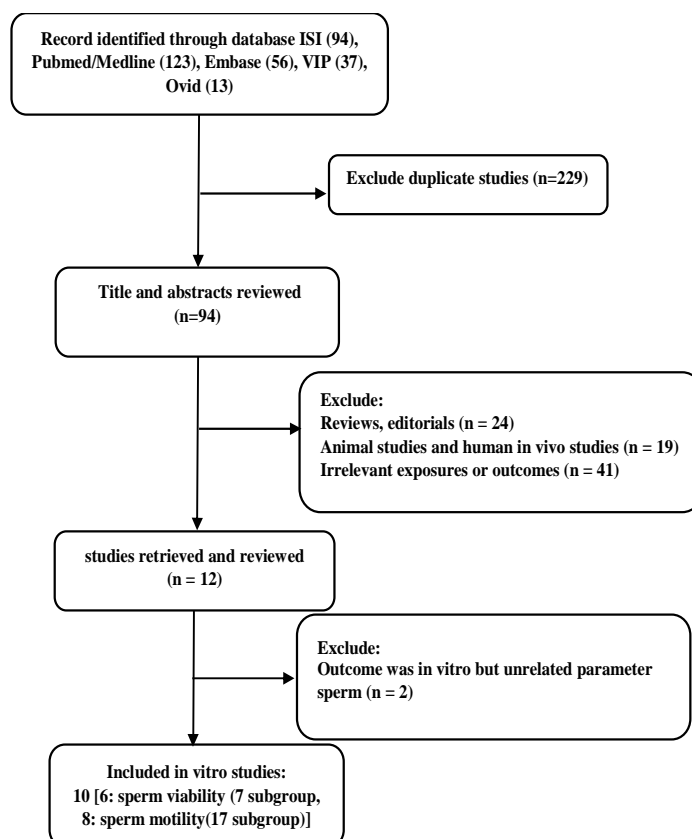 Record identified through database ISI (94),
Pubmed/Medline (123), Embase (56), VIP (37),
Ovid (13)
Exclude duplicate studies (n=229)
Title and abstracts reviewed
(n=94)
Exclude:
Reviews, editorials (n = 24)
Animal studies and human in vivo studies (n = 19)
Irrelevant exposures or outcomes (n = 41)
studies retrieved and reviewed
(n = 12)
Exclude:
Outcome was in vitro but unrelated parameter
sperm (n = 2)
Included in vitro studies:
10 [6: sperm viability (7 subgroup,
8: sperm motility(17 subgroup)]